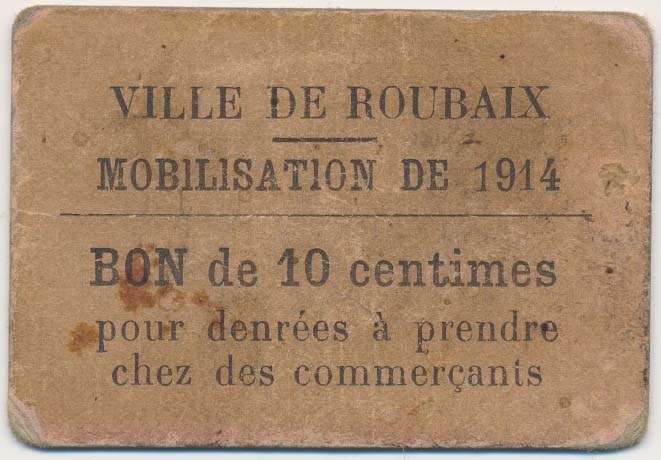 VILLE DE ROUBAIX
MOBILISATION DE 1914
BON de 10 centimes
pour denrées à prendre
chez des commerçants